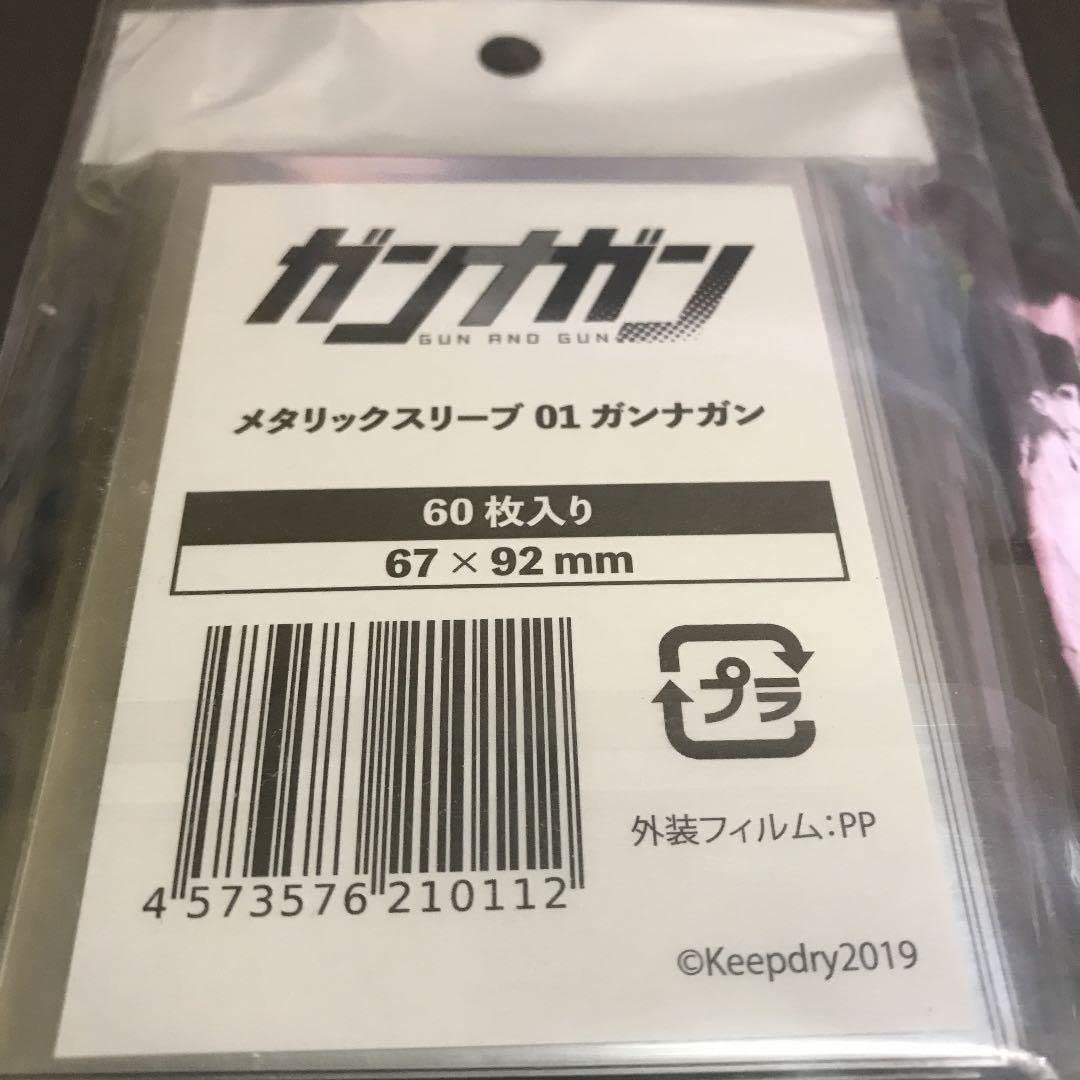 ガンナガン
GUN AND GUN
メタリックスリーブ 01 ガンナガン
60 枚入り
67 × 92 mm
プラ
4 573576 210112
外装フィルム：PP
©Keepdry2019